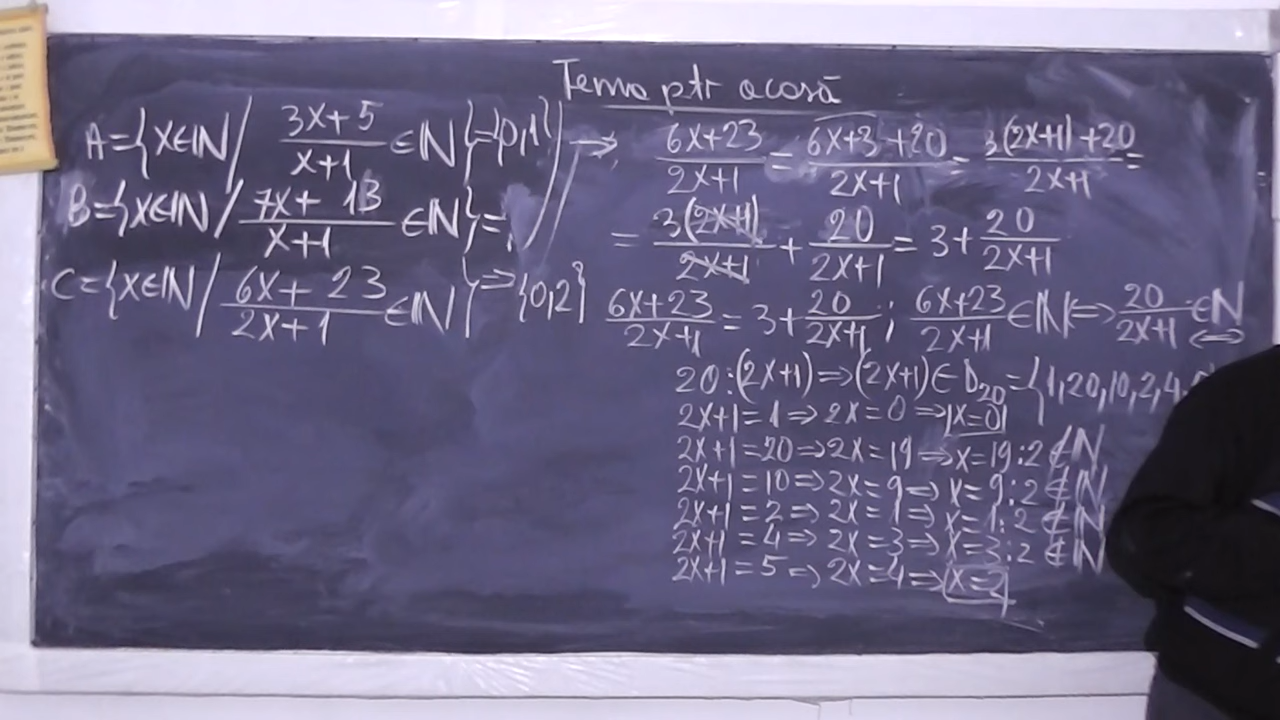 Tema ptr acasă
A={x∈ℕ/ (3x+5)/(x+1) ∈ℕ}={0,1}
B={x∈ℕ/ (7x+13)/(x+1) ∈ℕ}=
C={x∈ℕ/ (6x+23)/(2x+1) ∈ℕ}⇒{0,2}
→ (6x+23)/(2x+1) = (6x+3+20)/(2x+1) = (3(2x+1)+20)/(2x+1) =
= 3(2x+1)/(2x+1) + 20/(2x+1) = 3+ 20/(2x+1)
(6x+23)/(2x+1) = 3+ 20/(2x+1) ; (6x+23)/(2x+1) ∈ℕ⇔ 20/(2x+1) ∈ℕ ⇔
20:(2x+1)⇒(2x+1)∈D₂₀={1,20,10,2,4,
2x+1=1⇒2x=0⇒x=0
2x+1=20⇒2x=19⇒x=19:2∉ℕ
2x+1=10⇒2x=9⇒x=9:2∉ℕ
2x+1=2⇒2x=1⇒x=1:2∉ℕ
2x+1=4⇒2x=3⇒x=3:2∉ℕ
2x+1=5⇒2x=4⇒x=2